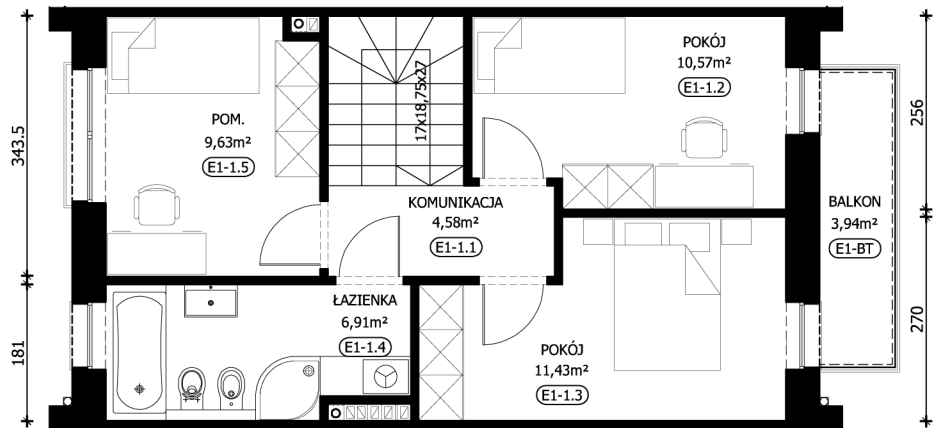 POM.
9,63m²
E1-1.5
17x18,75x27
POKÓJ
10,57m²
E1-1.2
KOMUNIKACJA
4,58m²
E1-1.1
BALKON
3,94m²
E1-BT
ŁAZIENKA
6,91m²
E1-1.4
POKÓJ
11,43m²
E1-1.3
343.5
181
256
270